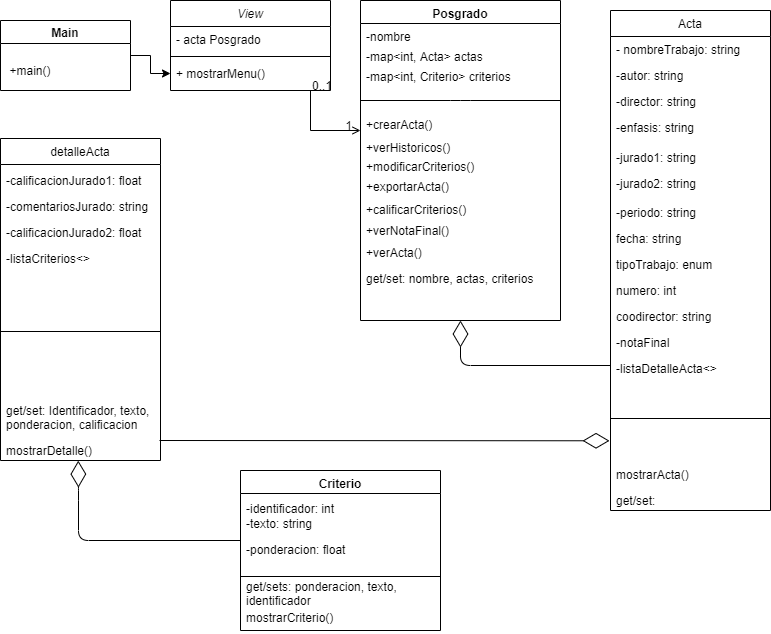 Main
+main()
View
- acta Posgrado
+ mostrarMenu()
0..1
1
Posgrado
-nombre
-map<int, Acta> actas
-map<int, Criterio> criterios
+crearActa()
+verHistoricos()
+modificarCriterios()
+exportarActa()
+calificarCriterios()
+verNotaFinal()
+verActa()
get/set: nombre, actas, criterios
Acta
- nombreTrabajo: string
-autor: string
-director: string
-enfasis: string
-jurado1: string
-jurado2: string
-periodo: string
fecha: string
tipoTrabajo: enum
numero: int
coodirector: string
-notaFinal
-listaDetalleActa<>
mostrarActa()
get/set:
detalleActa
-calificacionJurado1: float
-comentariosJurado: string
-calificacionJurado2: float
-listaCriterios<>
get/set: Identificador, texto,
ponderacion, calificacion
mostrarDetalle()
Criterio
-identificador: int
-texto: string
-ponderacion: float
get/sets: ponderacion, texto,
identificador
mostrarCriterio()